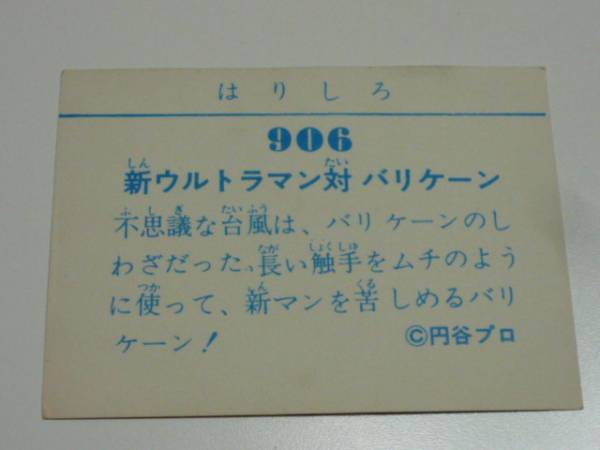 はりしろ
906
新ウルトラマン対バリケーン
不思議な台風は、バリケーンのし
わざだった、長い触手をムチのよう
に使って、新マンを苦しめるバリ
ケーン！
©円谷プロ